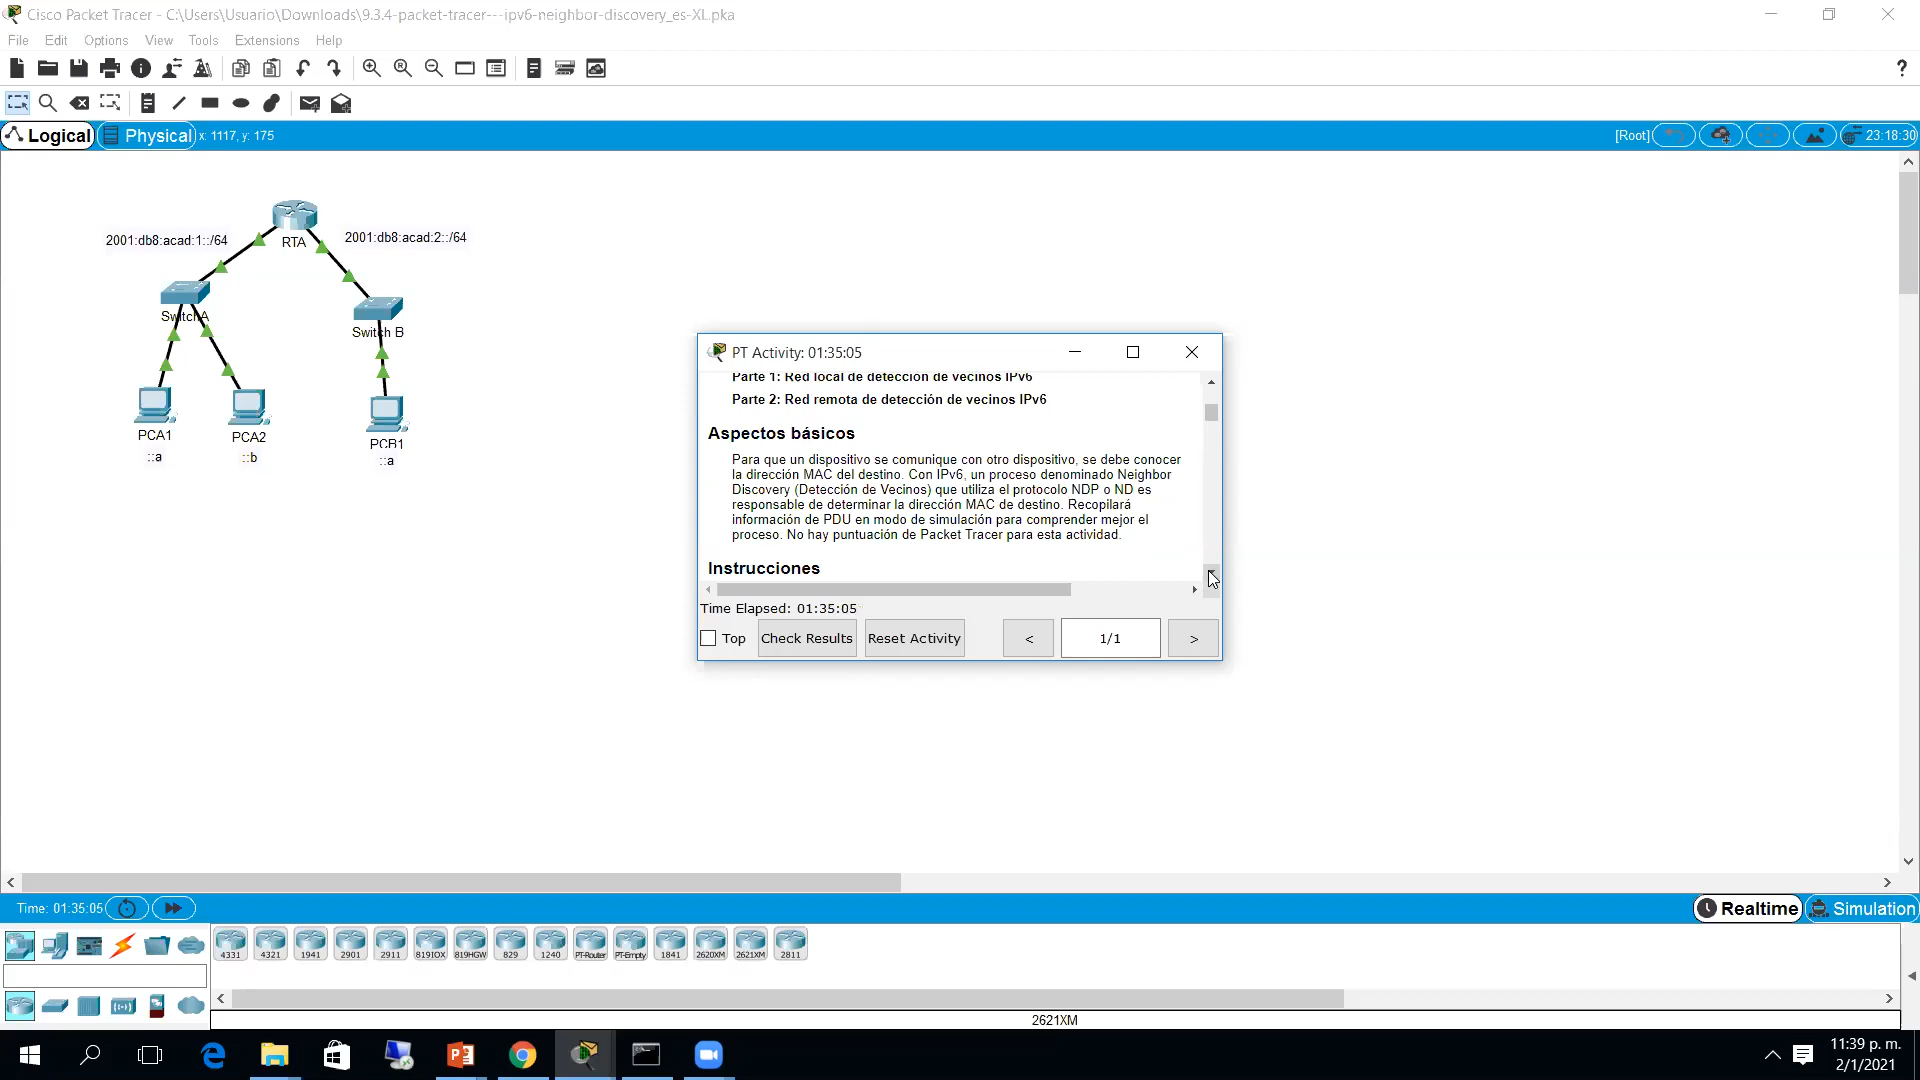 Cisco Packet Tracer - C:\Users\Usuario\Downloads\9.3.4-packet-tracer---ipv6-neighbor-discovery_es-XL.pka
File Edit Options View Tools Extensions Help
?
Logical Physical x: 1117, y: 175 [Root] 23:18:30
2001:db8:acad:1::/64
RTA
2001:db8:acad:2::/64
SwitchA
Switch B
PCA1
::a
PCA2
::b
PCB1
::a
PT Activity: 01:35:05
Parte 1: Red local de detección de vecinos IPv6
Parte 2: Red remota de detección de vecinos IPv6
Aspectos básicos
Para que un dispositivo se comunique con otro dispositivo, se debe conocer
la dirección MAC del destino. Con IPv6, un proceso denominado Neighbor
Discovery (Detección de Vecinos) que utiliza el protocolo NDP o ND es
responsable de determinar la dirección MAC de destino. Recopilará
información de PDU en modo de simulación para comprender mejor el
proceso. No hay puntuación de Packet Tracer para esta actividad.
Instrucciones
Time Elapsed: 01:35:05
Top Check Results Reset Activity < 1/1 >
Time: 01:35:05 Realtime Simulation
4331 4321 1941 2901 2911 819IOX 819HGW 829 1240 PT-Router PT-Empty 1841 2620XM 2621XM 2811
2621XM
11:39 p. m.
2/1/2021